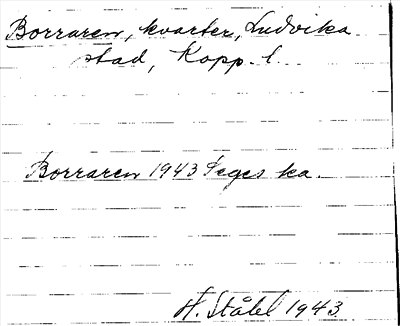 Borraren, kvarter, Ludvika
stad, Kopp. l.
Borraren 1943 Seges ka.
H. Ståhl 1943